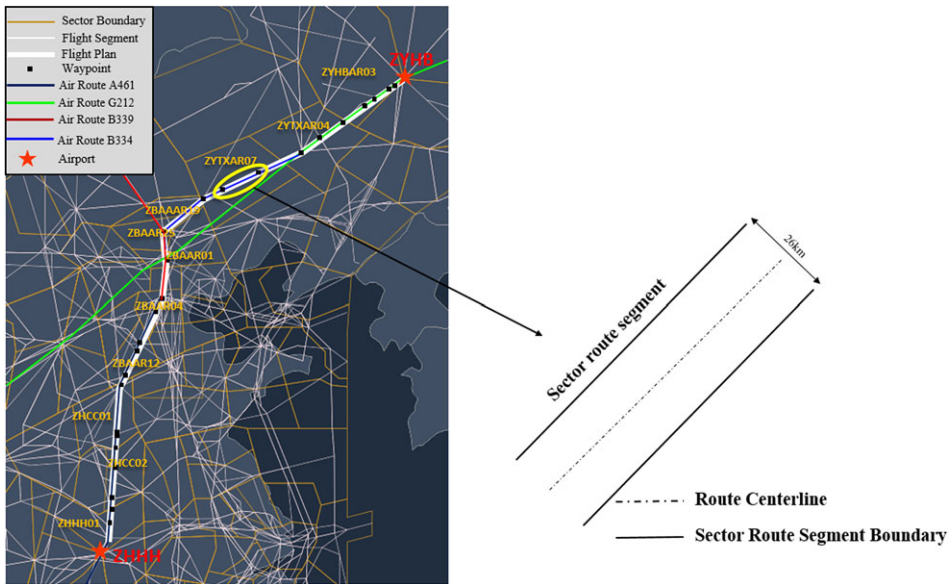 Sector Boundary
Flight Segment
Flight Plan
Waypoint
Air Route A461
Air Route G212
Air Route B339
Air Route B334
Airport
ZYHB
ZYHBAR03
ZYTXAR04
ZYTXAR07
ZBAAAR19
ZBAAR23
ZBAAR01
ZBAAR04
ZBAAR12
ZHCC01
ZHCC02
ZHHH01
ZHHH
26km
Sector route segment
Route Centerline
Sector Route Segment Boundary